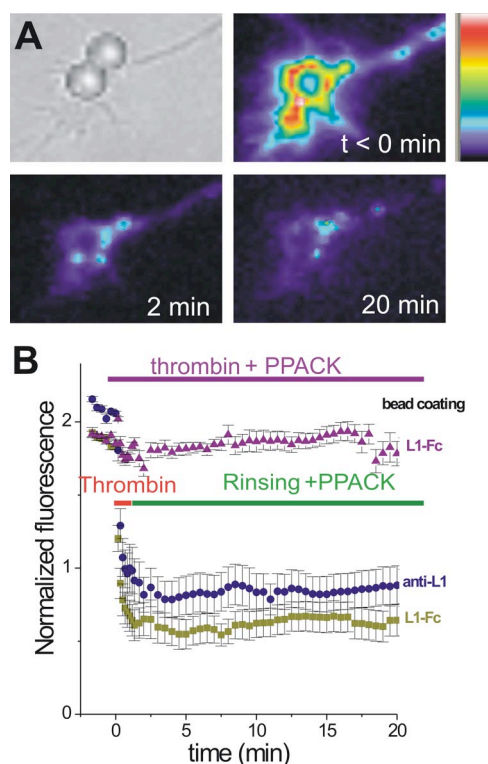 A
t < 0 min
2 min
20 min
B
thrombin + PPACK
bead coating
2
L1-Fc
Thrombin
Rinsing +PPACK
Normalized fluorescence
1
anti-L1
L1-Fc
0
0 5 10 15 20
time (min)